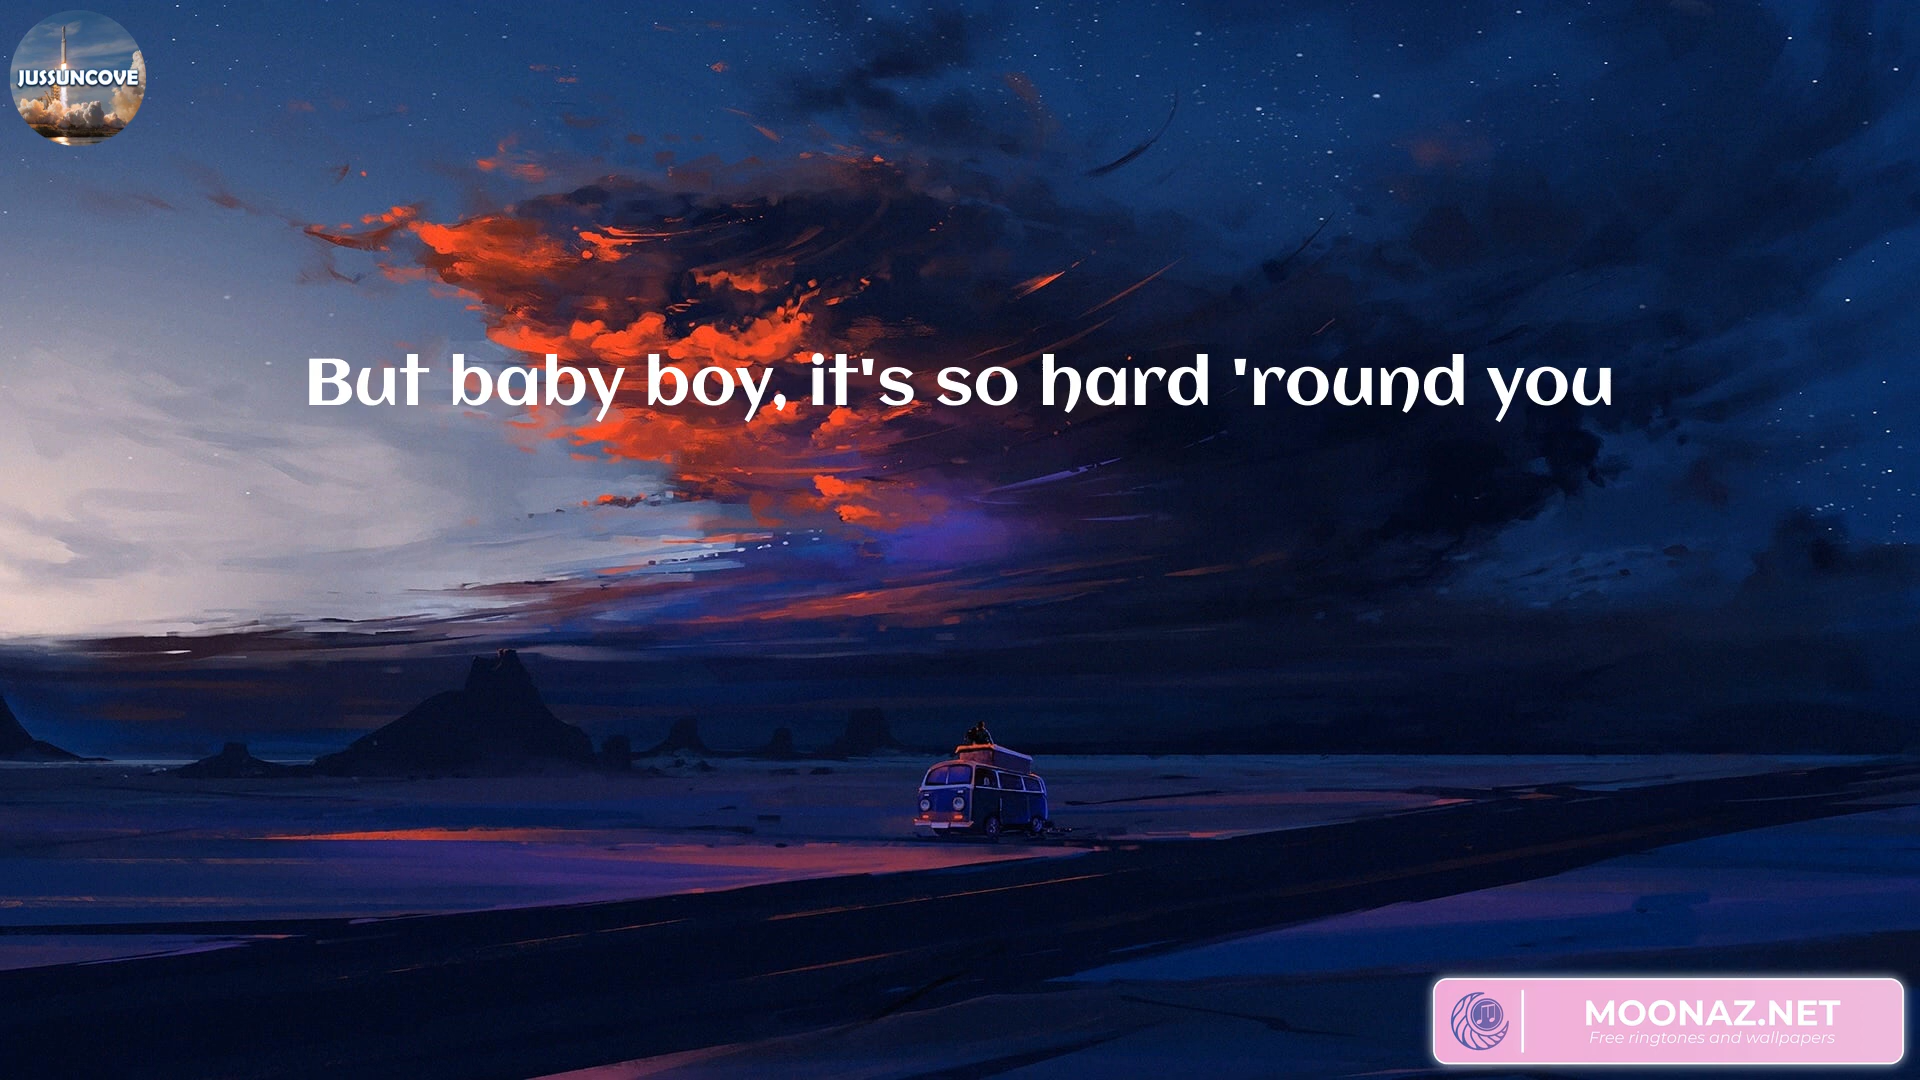 JUSSUNCOVE
But baby boy, it's so hard 'round you
MOONAZ.NET
Free ringtones and wallpapers